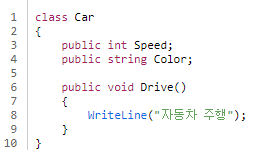 1 class Car
2 {
3     public int Speed;
4     public string Color;
5
6     public void Drive()
7     {
8         WriteLine("자동차 주행");
9     }
10 }